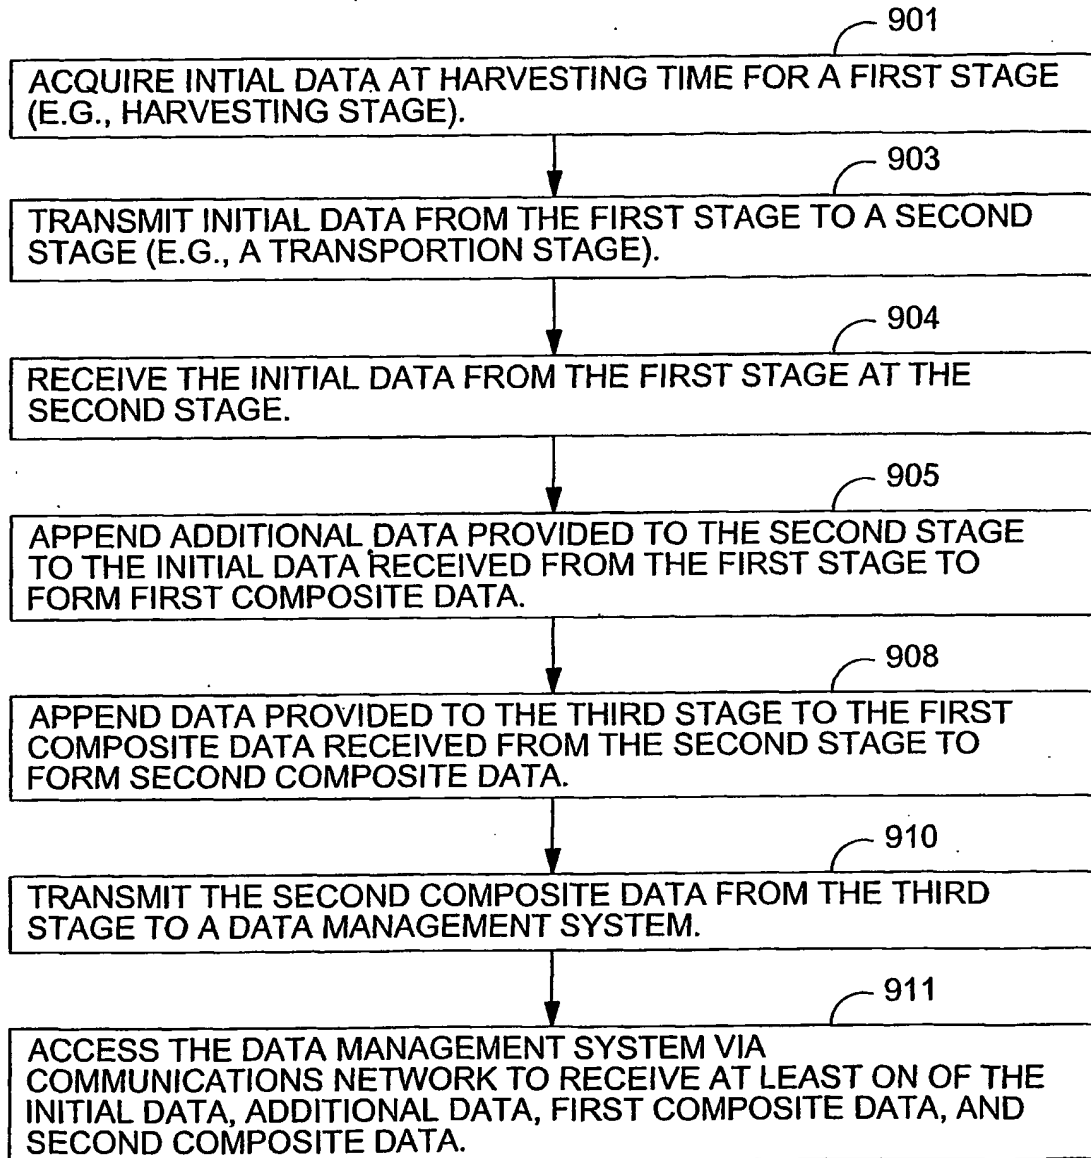 901
ACQUIRE INTIAL DATA AT HARVESTING TIME FOR A FIRST STAGE
(E.G., HARVESTING STAGE).
903
TRANSMIT INITIAL DATA FROM THE FIRST STAGE TO A SECOND
STAGE (E.G., A TRANSPORTION STAGE).
904
RECEIVE THE INITIAL DATA FROM THE FIRST STAGE AT THE
SECOND STAGE.
905
APPEND ADDITIONAL DATA PROVIDED TO THE SECOND STAGE
TO THE INITIAL DATA RECEIVED FROM THE FIRST STAGE TO
FORM FIRST COMPOSITE DATA.
908
APPEND DATA PROVIDED TO THE THIRD STAGE TO THE FIRST
COMPOSITE DATA RECEIVED FROM THE SECOND STAGE TO
FORM SECOND COMPOSITE DATA.
910
TRANSMIT THE SECOND COMPOSITE DATA FROM THE THIRD
STAGE TO A DATA MANAGEMENT SYSTEM.
911
ACCESS THE DATA MANAGEMENT SYSTEM VIA
COMMUNICATIONS NETWORK TO RECEIVE AT LEAST ON OF THE
INITIAL DATA, ADDITIONAL DATA, FIRST COMPOSITE DATA, AND
SECOND COMPOSITE DATA.